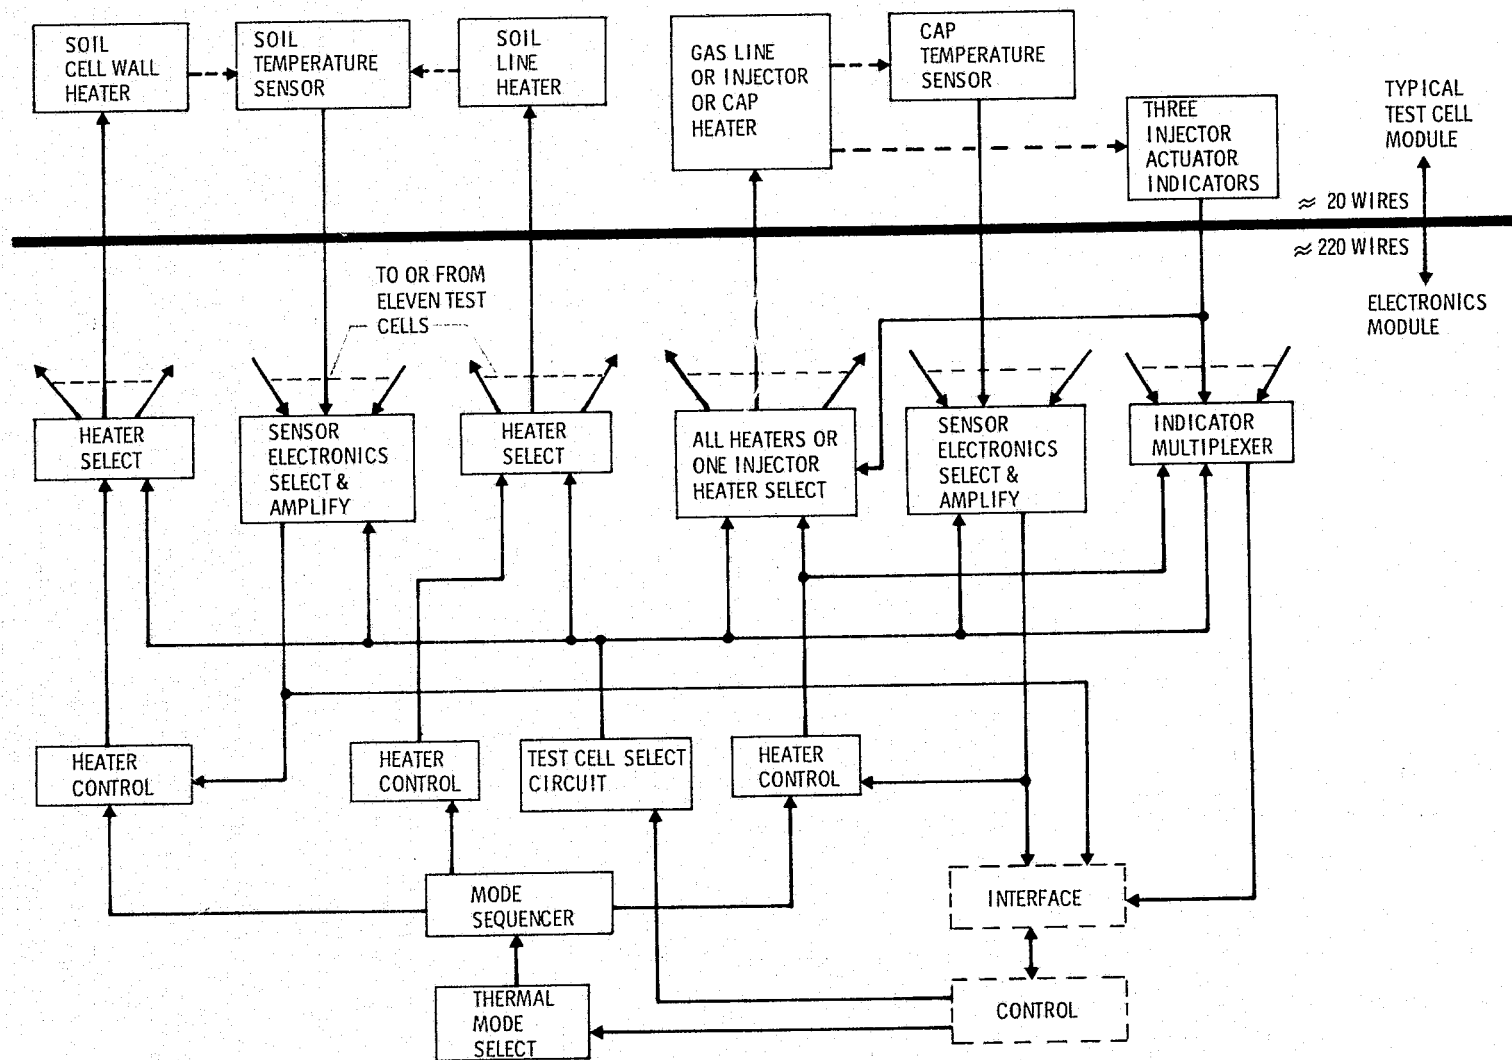 SOIL
CELL WALL
HEATER
SOIL
TEMPERATURE
SENSOR
SOIL
LINE
HEATER
GAS LINE
OR INJECTOR
OR CAP
HEATER
CAP
TEMPERATURE
SENSOR
THREE
INJECTOR
ACTUATOR
INDICATORS
TYPICAL
TEST CELL
MODULE
≈ 20 WIRES
≈ 220 WIRES
ELECTRONICS
MODULE
TO OR FROM
ELEVEN TEST
CELLS
HEATER
SELECT
SENSOR
ELECTRONICS
SELECT &
AMPLIFY
HEATER
SELECT
ALL HEATERS OR
ONE INJECTOR
HEATER SELECT
SENSOR
ELECTRONICS
SELECT &
AMPLIFY
INDICATOR
MULTIPLEXER
HEATER
CONTROL
HEATER
CONTROL
TEST CELL SELECT
CIRCUIT
HEATER
CONTROL
MODE
SEQUENCER
INTERFACE
THERMAL
MODE
SELECT
CONTROL